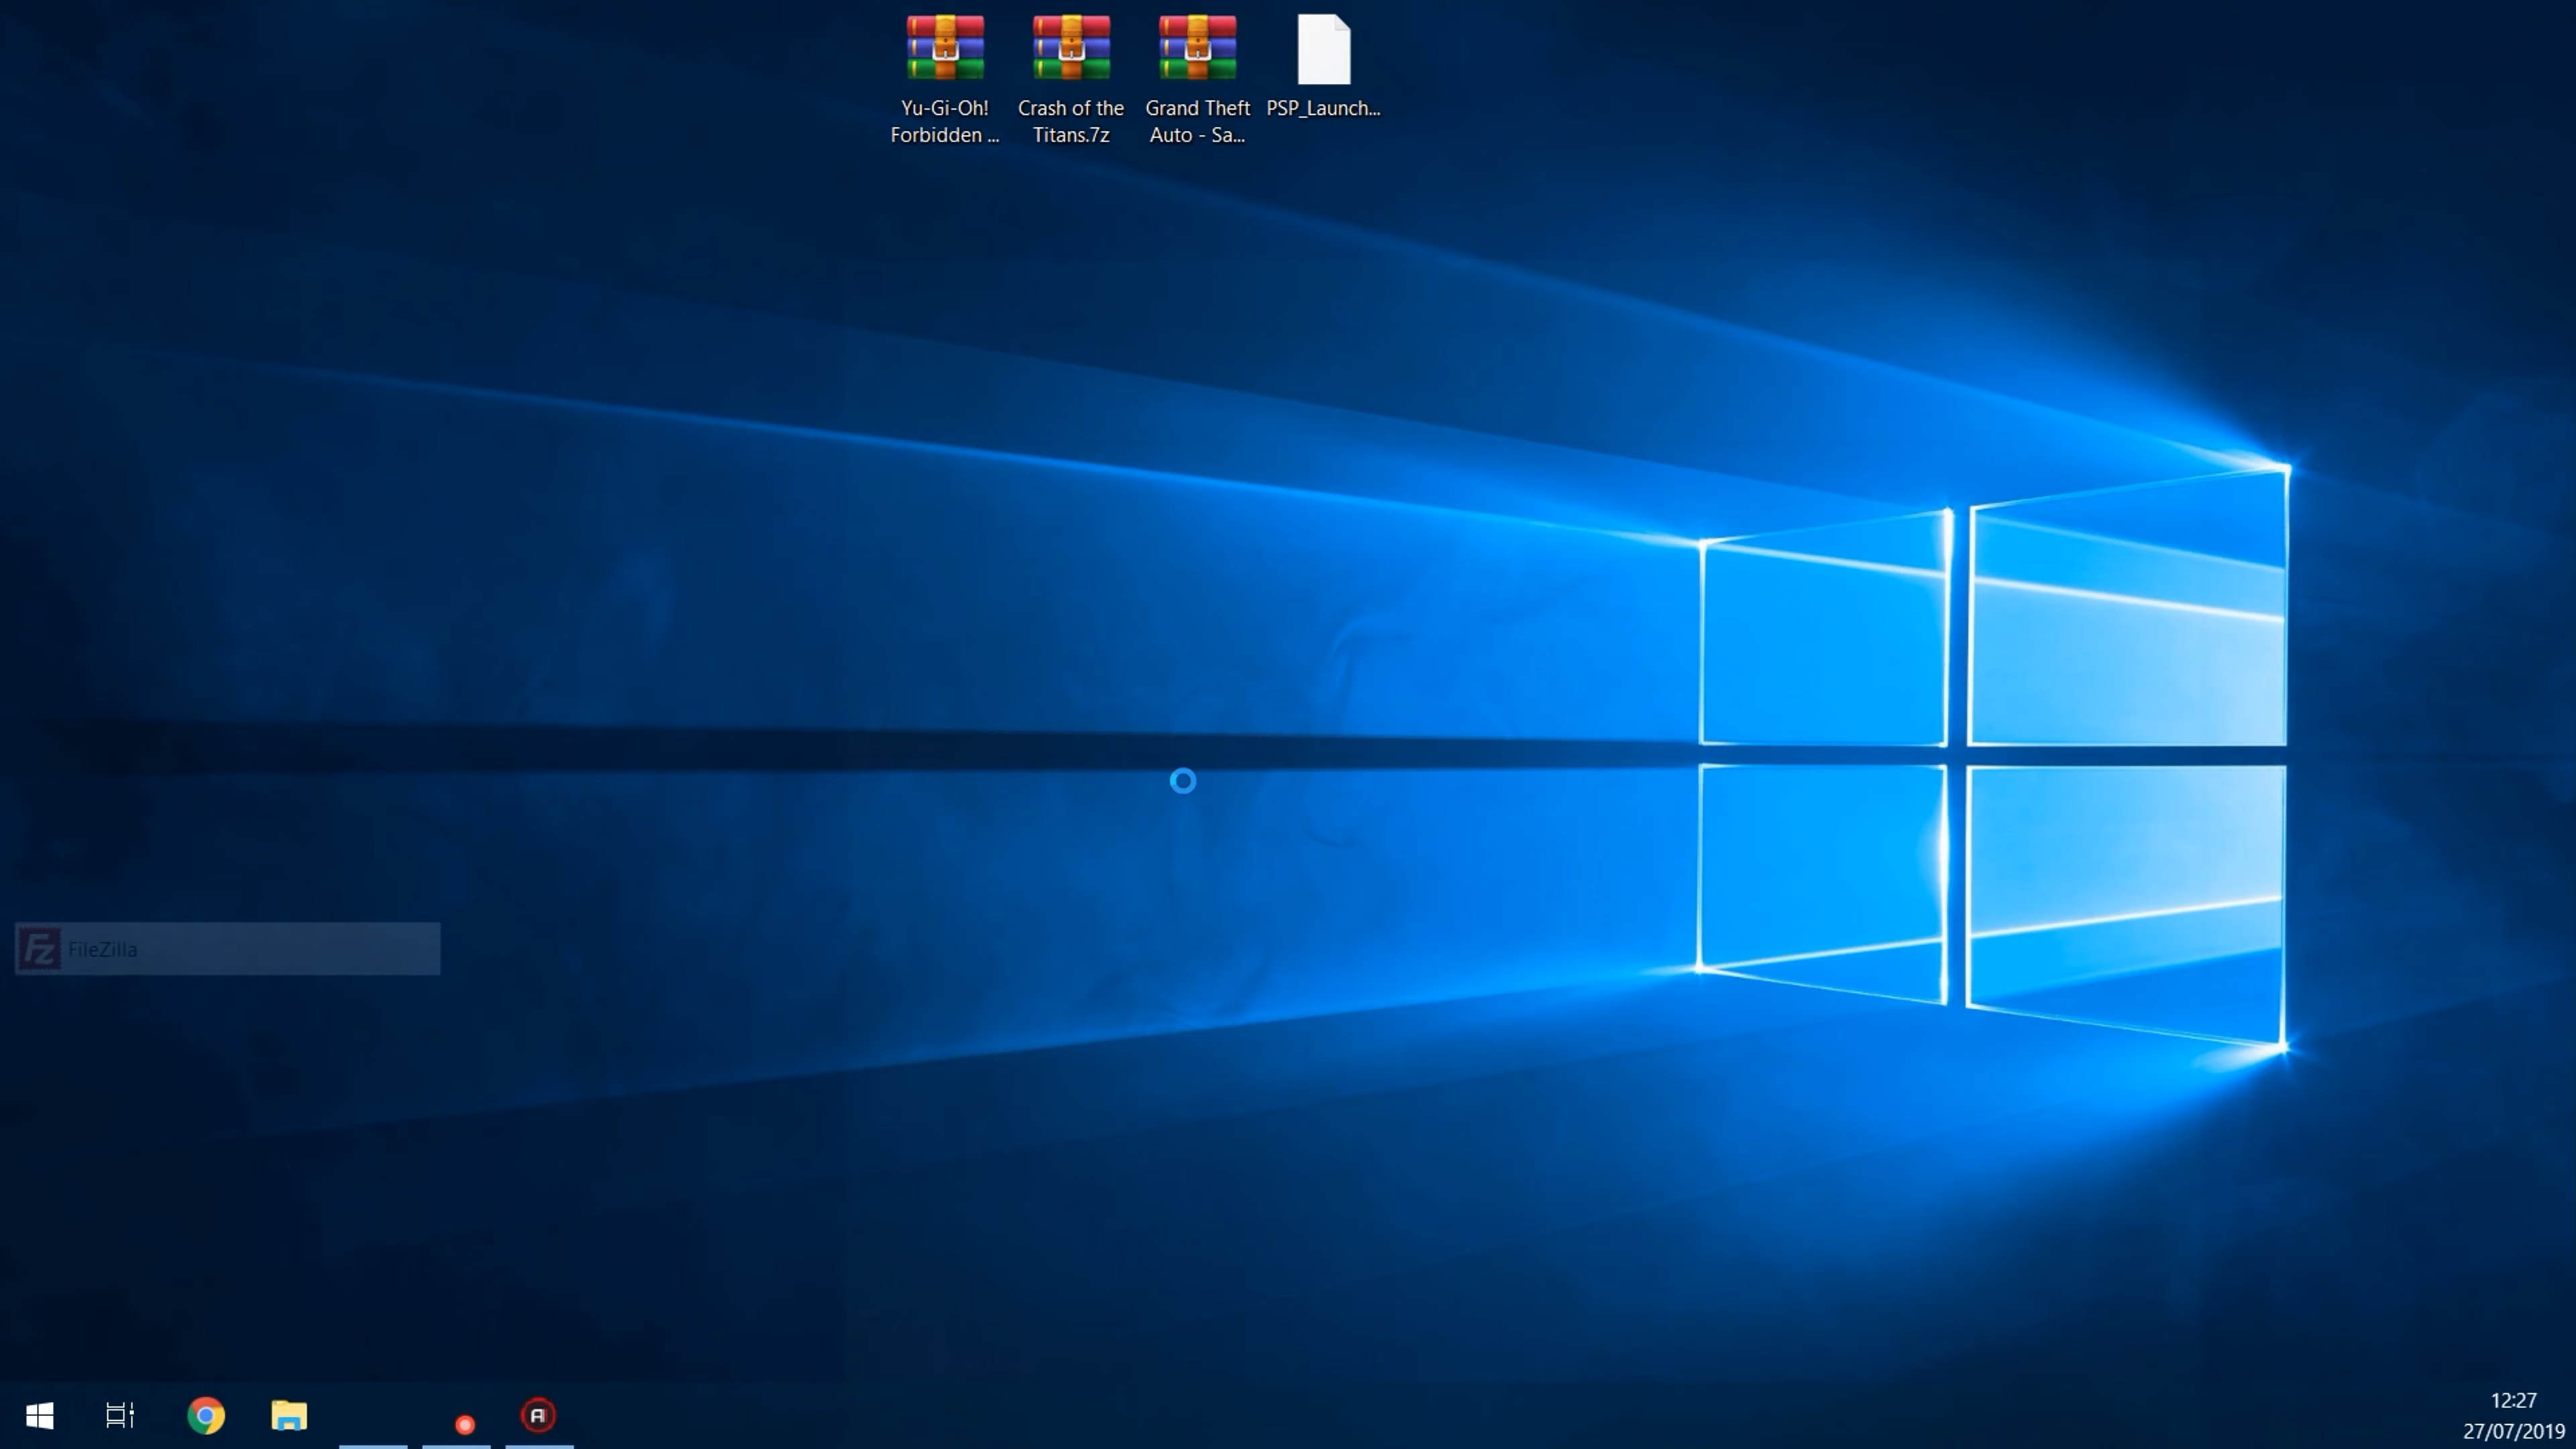 Yu-Gi-Oh!
Forbidden ...
Crash of the
Titans.7z
Grand Theft
Auto - Sa...
PSP_Launch...
Fz FileZilla
12:27
27/07/2019